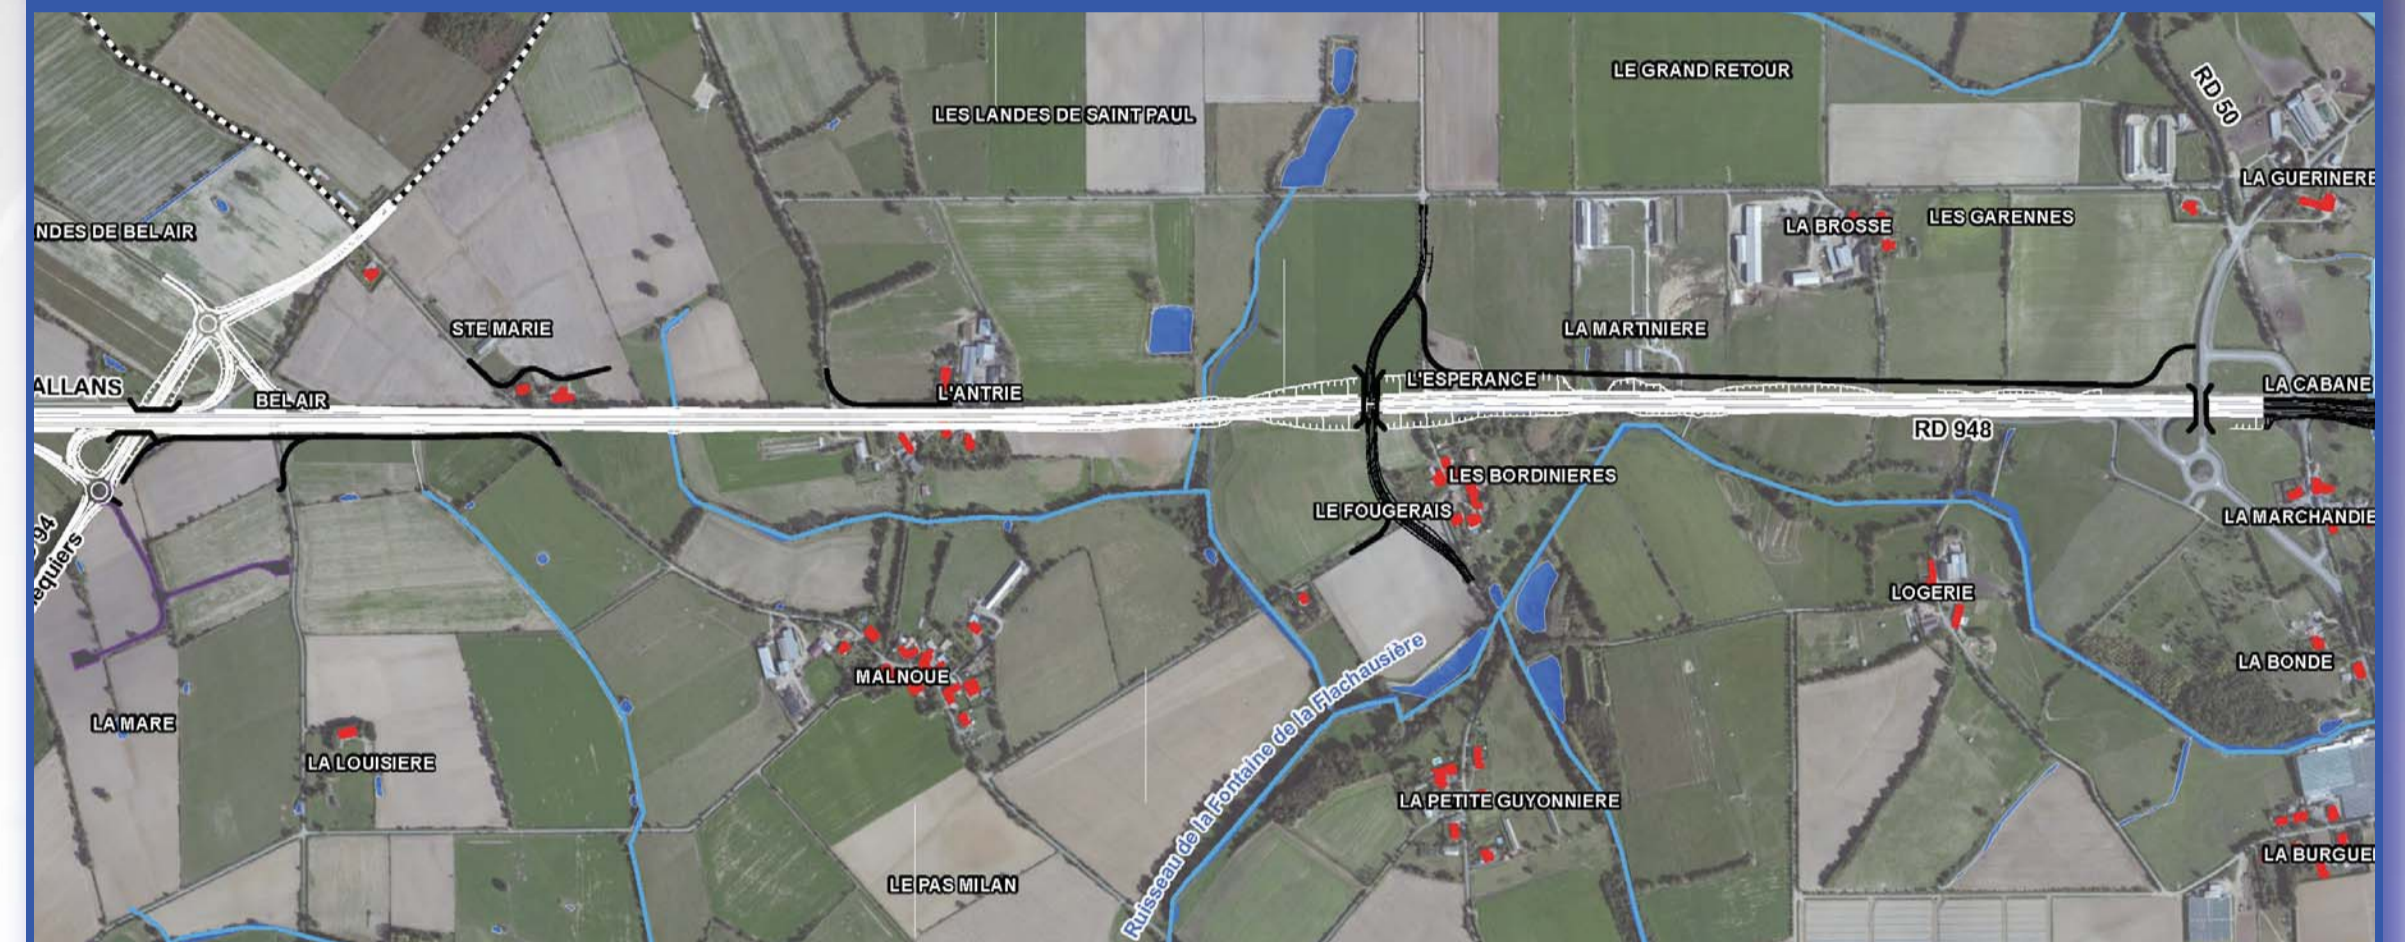 LE GRAND RETOUR
RD 50
LES LANDES DE SAINT PAUL
LA GUERINERE
NDES DE BEL AIR
LA BROSSE
LES GARENNES
STE MARIE
LA MARTINIERE
ALLANS
BEL AIR
L'ANTRIE
L'ESPERANCE
LA CABANE
RD 948
LES BORDINIERES
LE FOUGERAIS
LA MARCHANDIE
94
equiers
LOGERIE
MALNOUE
LA BONDE
LA MARE
LA LOUISIERE
Ruisseau de la Fontaine de la Flachausière
LA PETITE GUYONNIERE
LE PAS MILAN
LA BURGUE